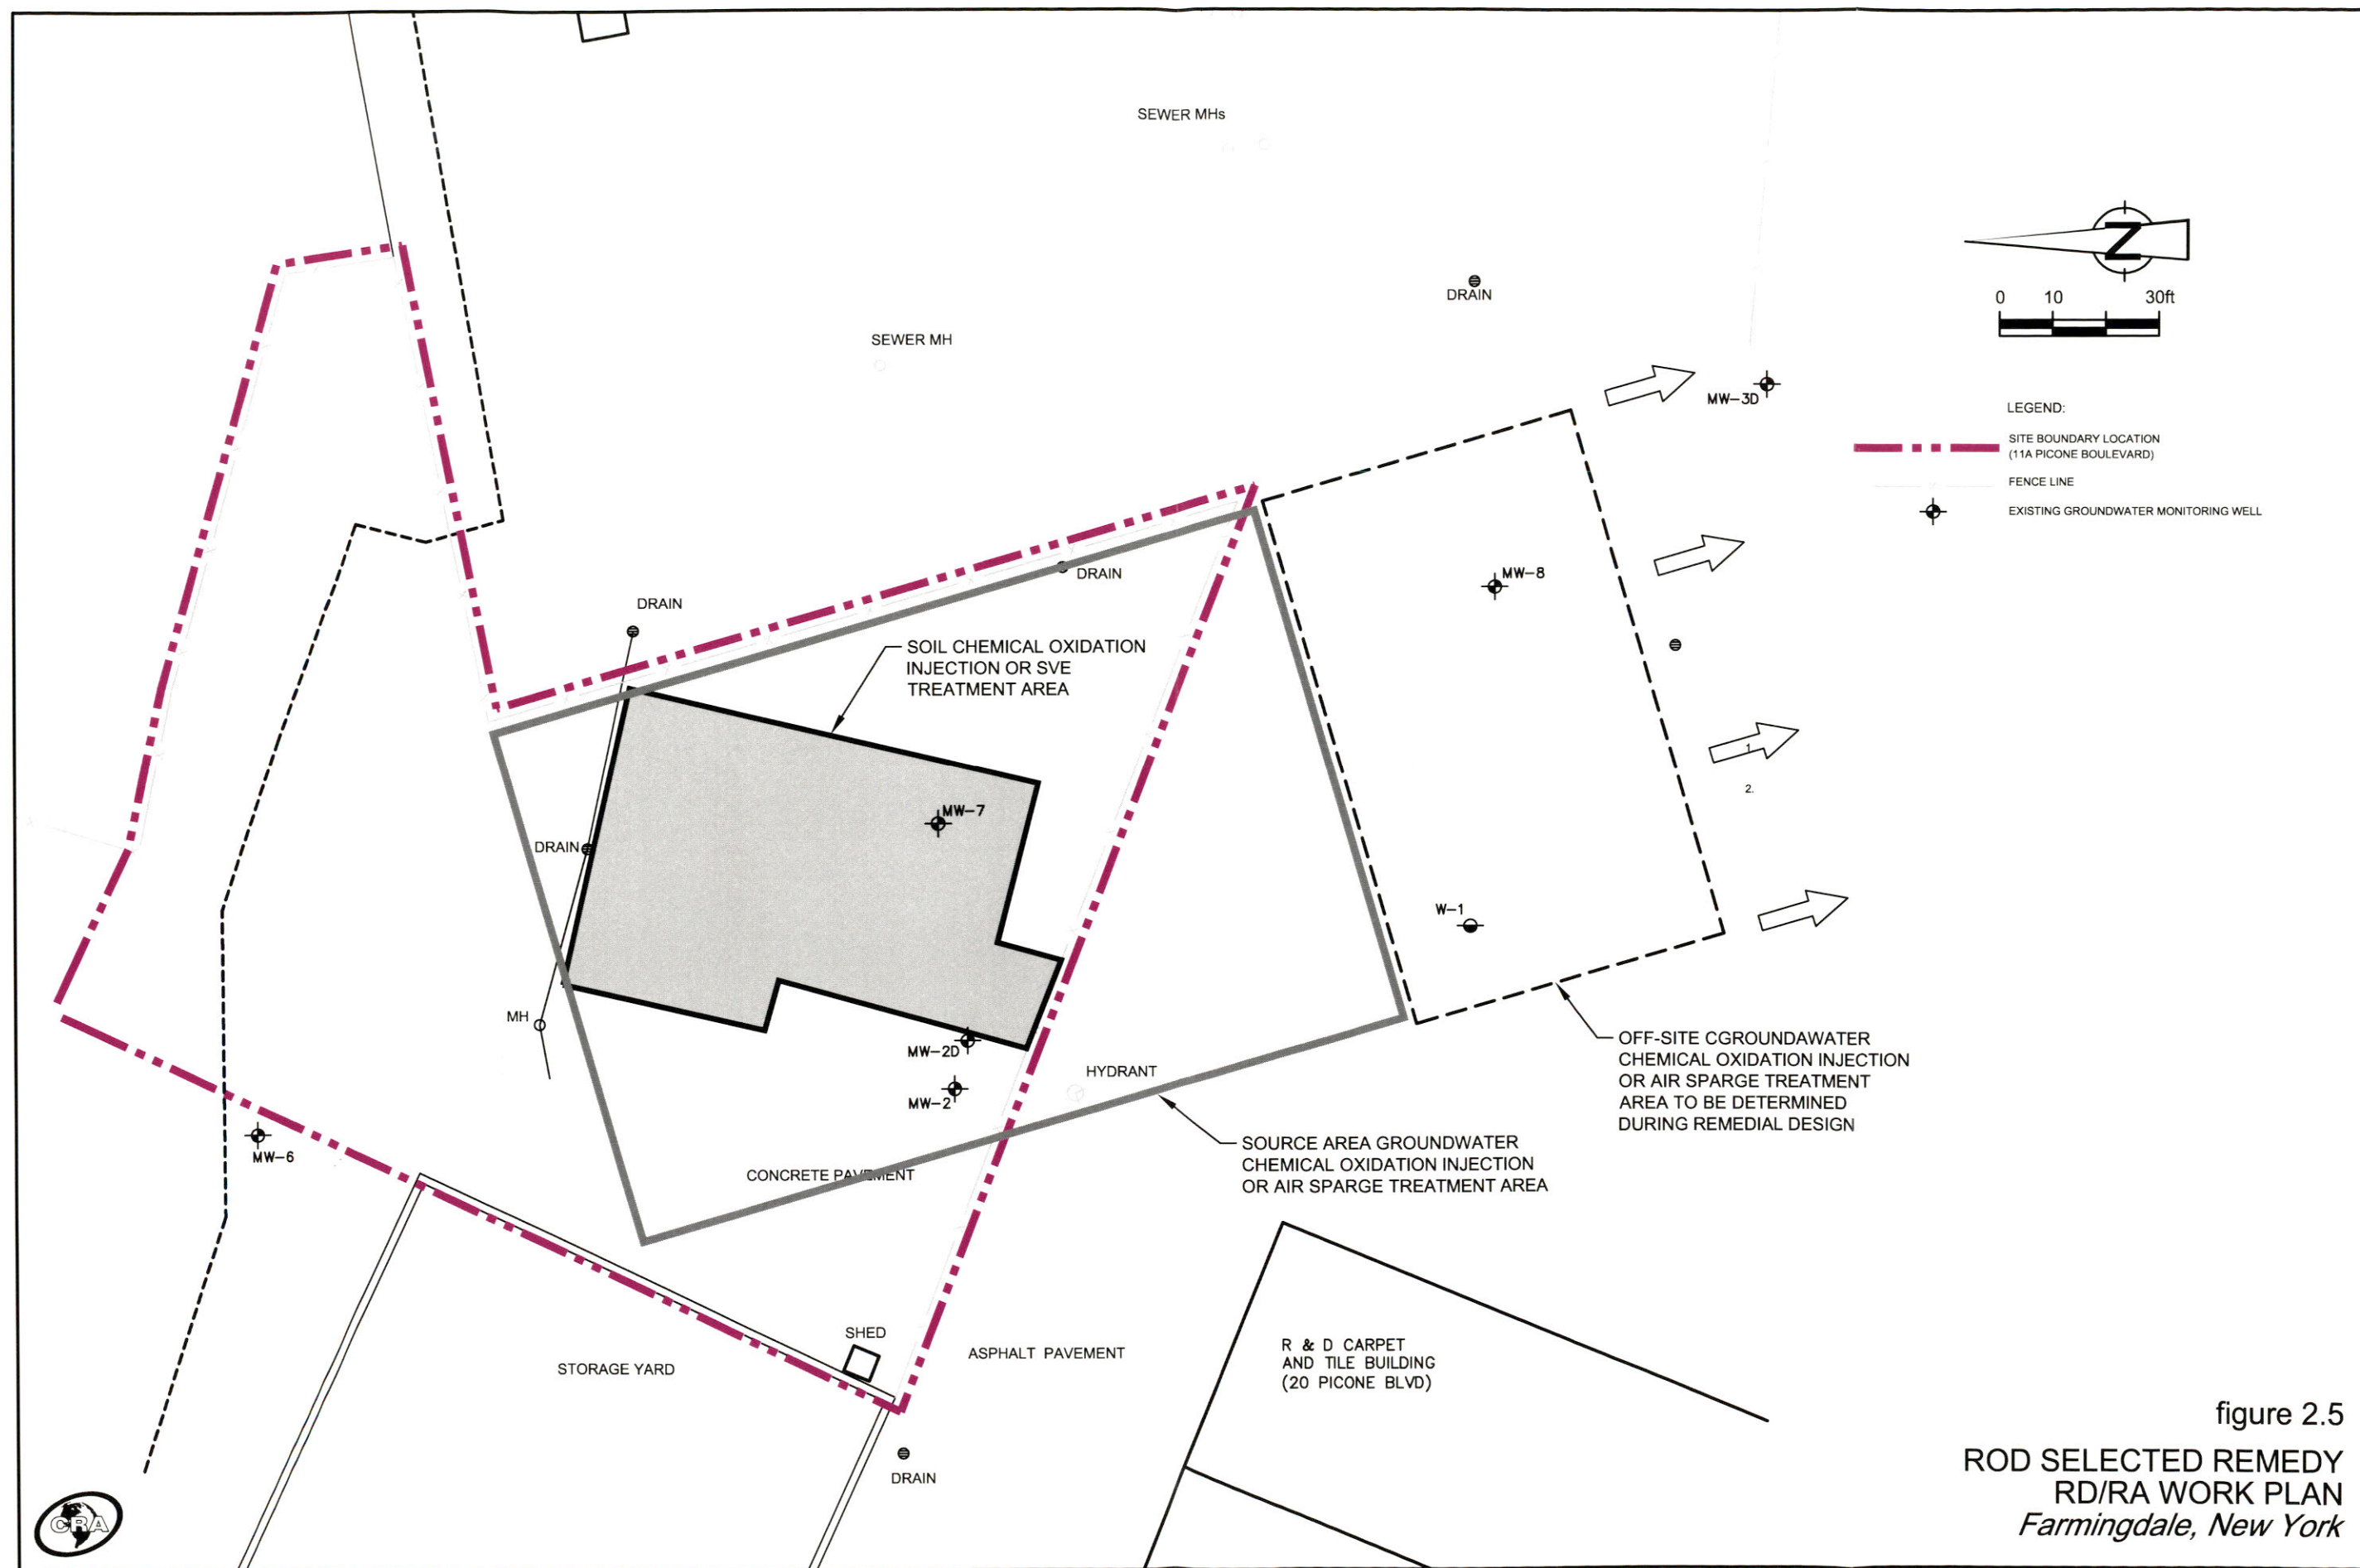 SEWER MHs
DRAIN
SEWER MH
N
0 10 30ft
MW-3D
LEGEND:
SITE BOUNDARY LOCATION
(11A PICONE BOULEVARD)
FENCE LINE
EXISTING GROUNDWATER MONITORING WELL
DRAIN
MW-8
DRAIN
SOIL CHEMICAL OXIDATION
INJECTION OR SVE
TREATMENT AREA
1.
2.
MW-7
DRAIN
W-1
MH
MW-2D
MW-2
HYDRANT
OFF-SITE CGROUNDAWATER
CHEMICAL OXIDATION INJECTION
OR AIR SPARGE TREATMENT
AREA TO BE DETERMINED
DURING REMEDIAL DESIGN
MW-6
SOURCE AREA GROUNDWATER
CHEMICAL OXIDATION INJECTION
OR AIR SPARGE TREATMENT AREA
CONCRETE PAVEMENT
SHED
STORAGE YARD
ASPHALT PAVEMENT
R & D CARPET
AND TILE BUILDING
(20 PICONE BLVD)
DRAIN
CRA
figure 2.5
ROD SELECTED REMEDY
RD/RA WORK PLAN
Farmingdale, New York